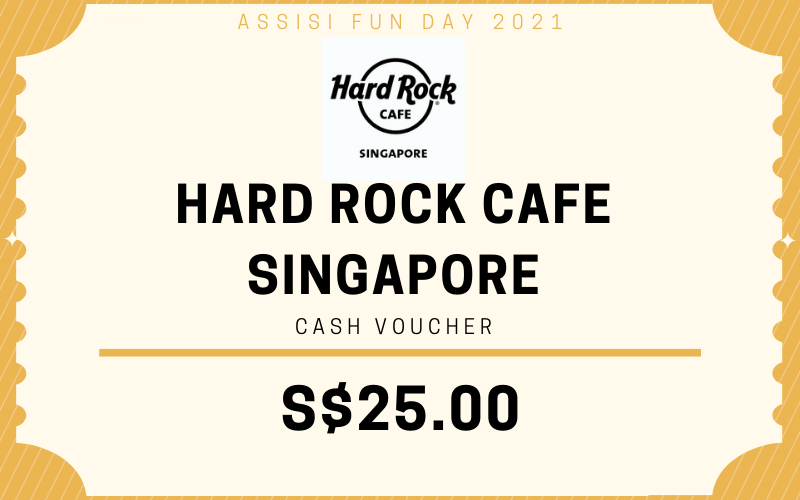 ASSISI FUN DAY 2021
Hard Rock
CAFE
SINGAPORE
HARD ROCK CAFE
SINGAPORE
CASH VOUCHER
S$25.00